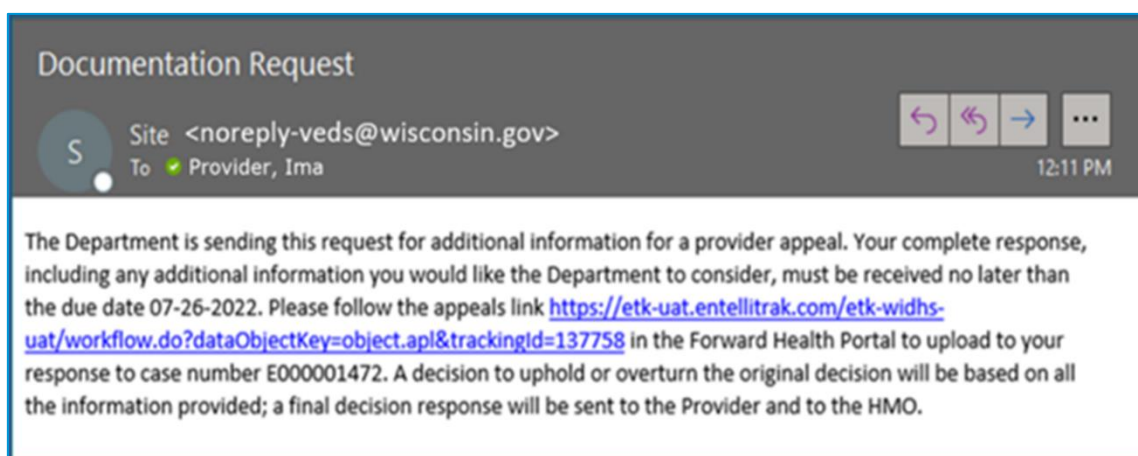 Documentation Request
S
Site <noreply-veds@wisconsin.gov>
To Provider, Ima
12:11 PM
The Department is sending this request for additional information for a provider appeal. Your complete response,
including any additional information you would like the Department to consider, must be received no later than
the due date 07-26-2022. Please follow the appeals link https://etk-uat.entellitrak.com/etk-widhs-
uat/workflow.do?dataObjectKey=object.apl&trackingId=137758 in the Forward Health Portal to upload to your
response to case number E000001472. A decision to uphold or overturn the original decision will be based on all
the information provided; a final decision response will be sent to the Provider and to the HMO.